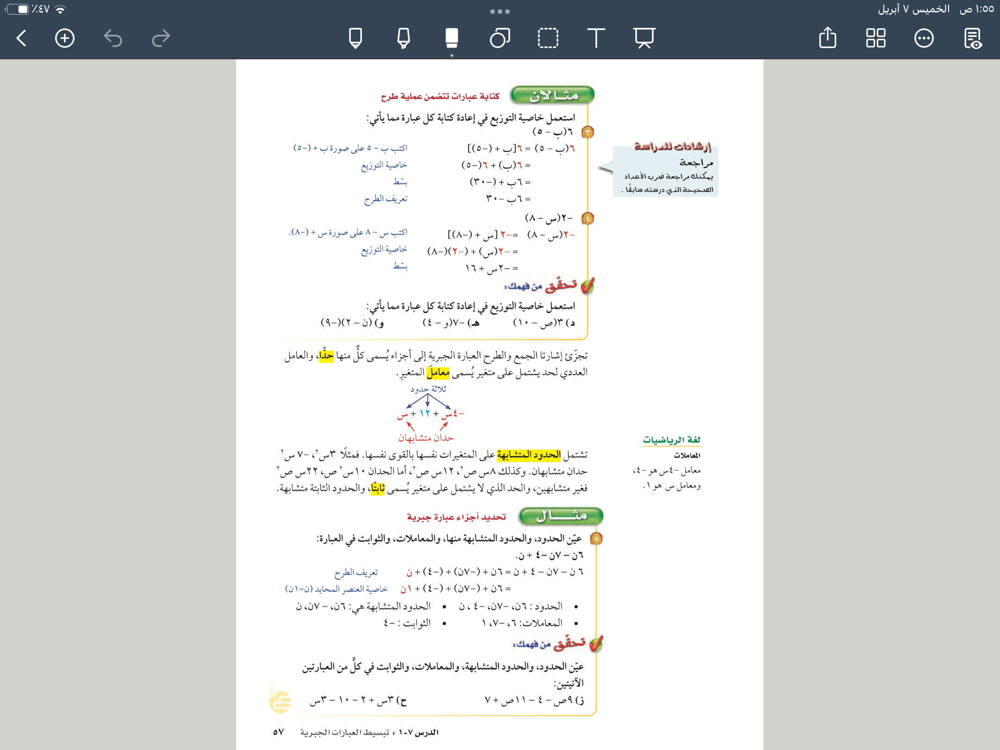 ١:٥٥ ص الخميس ٧ أبريل
٪٤٧
مثالان كتابة عبارات تتضمن عملية طرح
استعمل خاصية التوزيع في إعادة كتابة كل عبارة مما يأتي:
٣ ٦(ب – ٥)
٦(ب – ٥) = ٦[ب + (–٥)] اكتب ب – ٥ على صورة ب + (–٥)
= ٦(ب) + ٦(–٥) خاصية التوزيع
= ٦ب + (–٣٠) بسّط
= ٦ب –٣٠ تعريف الطرح
إرشادات للدراسة
مراجعة
يمكنك مراجعة ضرب الأعداد
الصحيحة الذي درسته سابقًا .
٤ –٢(س – ٨)
–٢(س – ٨) =–٢ [س + (–٨)] اكتب س – ٨ على صورة س + (–٨).
= –٢(س) + (–٢)(–٨) خاصية التوزيع
= –٢س + ١٦ بسّط
تحقّق من فهمك:
استعمل خاصية التوزيع في إعادة كتابة كل عبارة مما يأتي:
د) ٣(ص – ١٠) هـ) –٧(و – ٤) و) (ن – ٢)(–٩)
تجزّئ إشارتا الجمع والطرح العبارة الجبرية إلى أجزاء يُسمى كلٌّ منها حدًّا، والعامل
العددي لحد يشتمل على متغير يُسمى معاملَ المتغيرِ.
ثلاثة حدود
–٤س + ١٢ + س
حدان متشابهان
تشتمل الحدود المتشابهة على المتغيرات نفسها بالقوى نفسها. فمثلًا ٣س٢، –٧ س٢
حدان متشابهان. وكذلك ٨س ص٢، ١٢س ص٢، أما الحدان ١٠س٢ ص، ٢٢س ص٢
فغير متشابهين، والحد الذي لا يشتمل على متغير يُسمى ثابتًا، والحدود الثابتة متشابهة.
لغة الرياضيات
المعاملات
معامل –٤س هو –٤،
ومعامل س هو ١.
مثال تحديد أجزاء عبارة جبرية
٥ عيّن الحدود، والحدود المتشابهة منها، والمعاملات، والثوابت في العبارة:
٦ن – ٧ن –٤ + ن.
٦ ن – ٧ن – ٤ + ن = ٦ن + (–٧ن) + (–٤) + ن تعريف الطرح
= ٦ن + (–٧ن) + (–٤) + ١ن خاصية العنصر المحايد (ن=١ن)
• الحدود : ٦ن، –٧ن، –٤ ، ن • الحدود المتشابهة هي: ٦ن، – ٧ن، ن
• المعاملات: ٦، –٧، ١ • الثوابت : –٤
تحقّق من فهمك:
عيّن الحدود، والحدود المتشابهة، والمعاملات، والثوابت في كلٍّ من العبارتين
الآتيتين:
ز) ٩ص – ٤ – ١١ص + ٧ ح) ٣س + ٢ – ١٠ – ٣س
الدرس ٧-١ : تبسيط العبارات الجبرية ٥٧